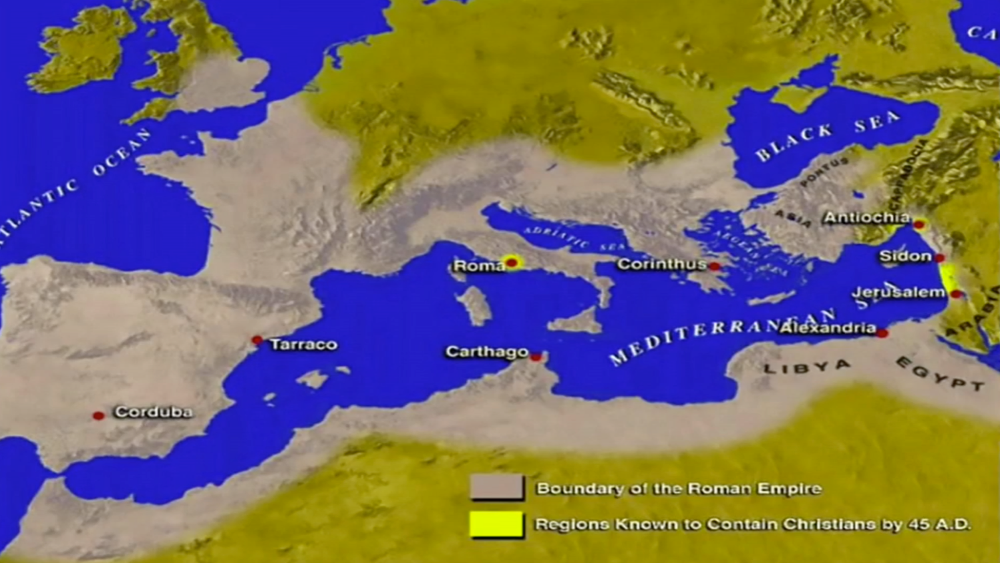 CA
ATLANTIC OCEAN
BLACK SEA
PONTUS
CAPPADOCIA
ASIA
Antiochia
ADRIATIC SEA
AEGEAN
Sidon
Roma
Corinthus
Jerusalem
ARABIA
MEDITERRANEAN SEA
Alexandria
Tarraco
Carthago
LIBYA
EGYPT
Corduba
Boundary of the Roman Empire
Regions Known to Contain Christians by 45 A.D.